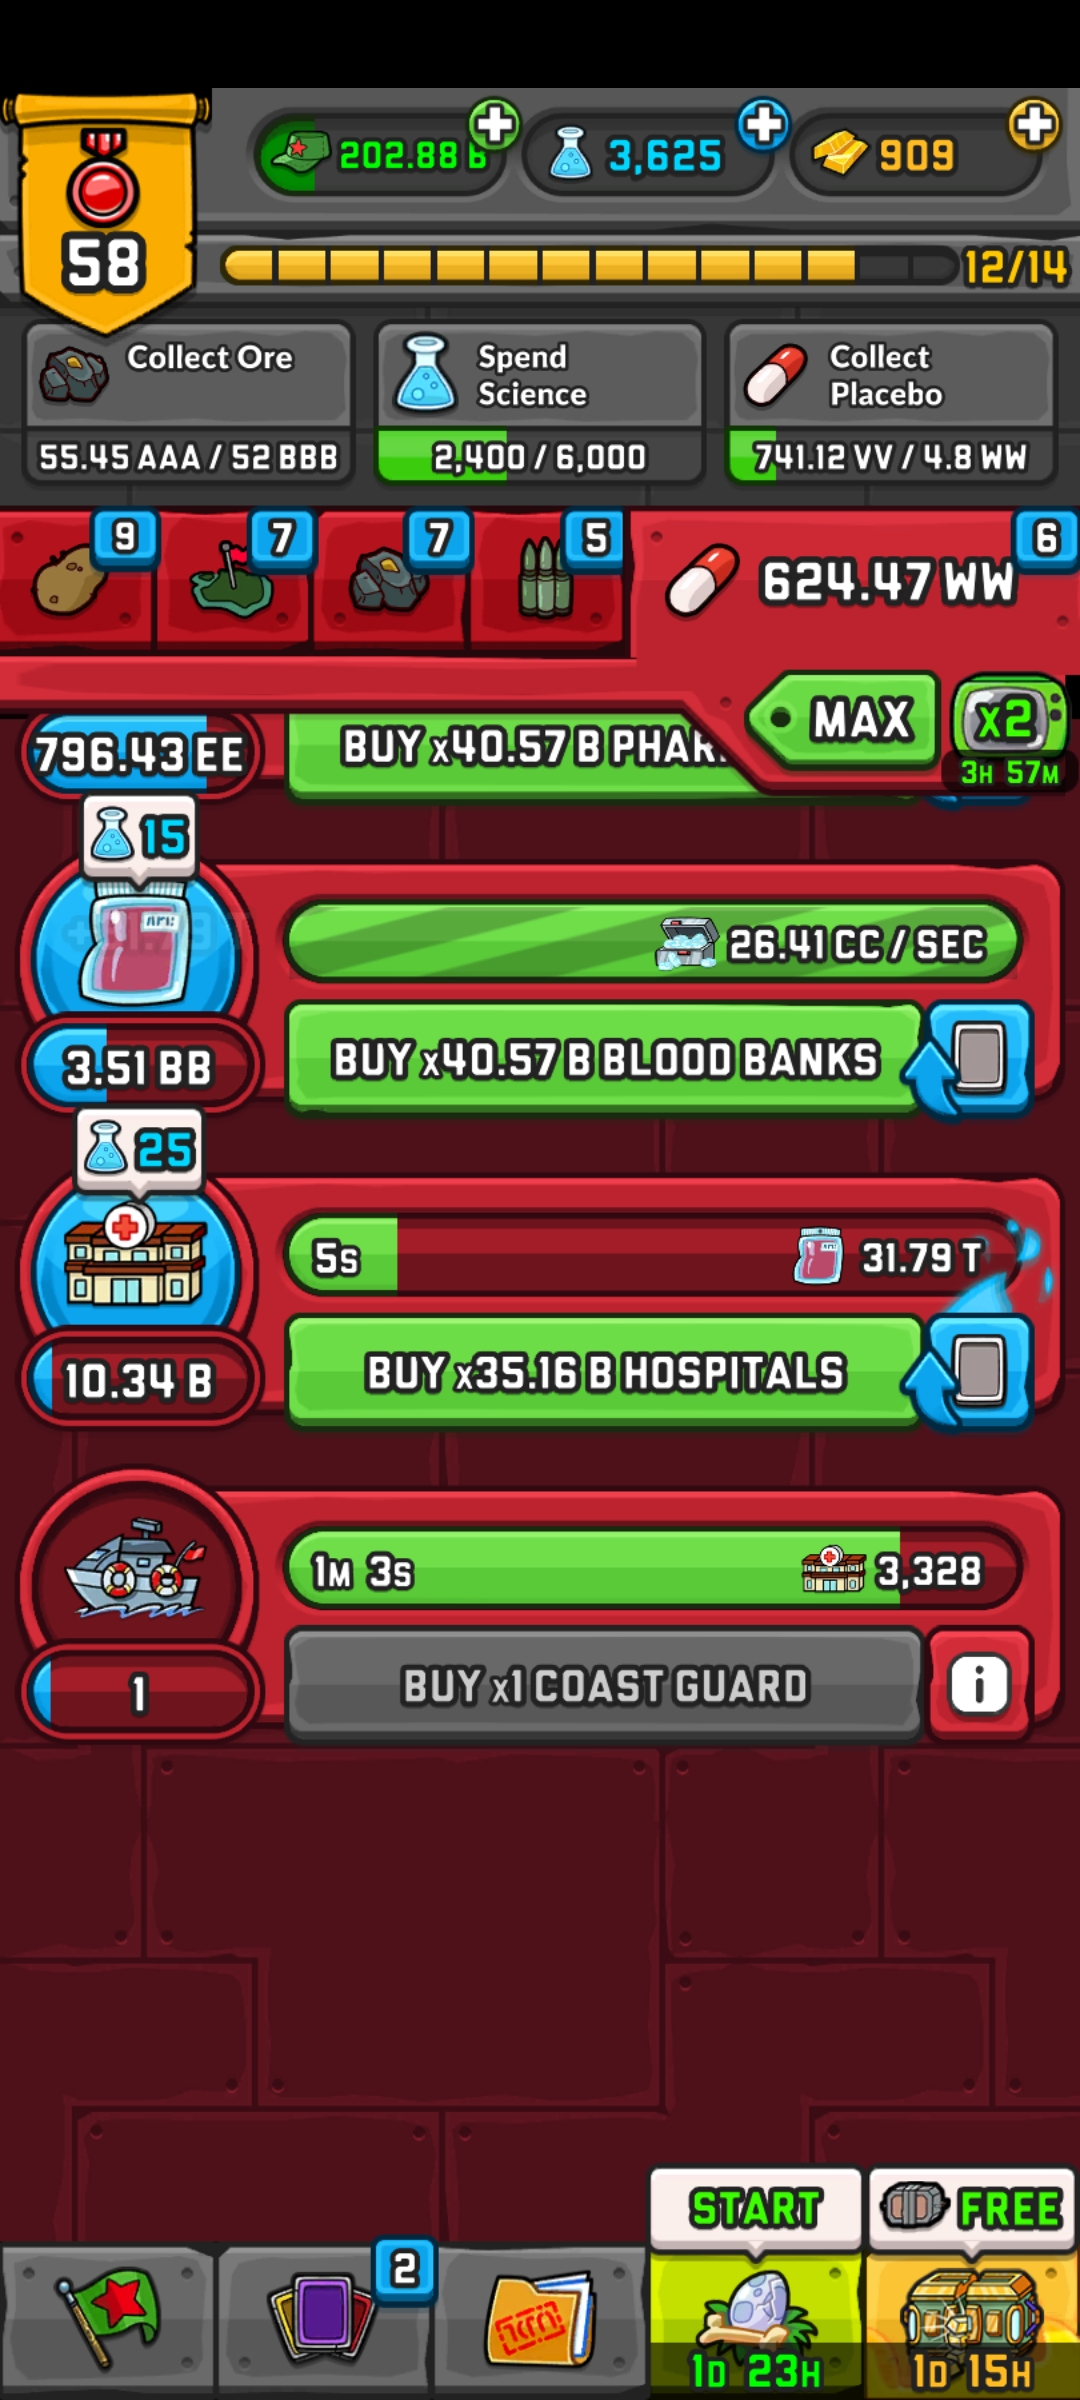 202.88 B
3,625
909
58
12/14
Collect Ore
55.45 AAA / 52 BBB
Spend
Science
2,400 / 6,000
Collect
Placebo
741.12 VV / 4.8 WW
9
7
7
5
6
624.47 WW
MAX
x2
3H 57M
796.43 EE
BUY x40.57 B PHAR
15
26.41 CC / SEC
3.51 BB
BUY x40.57 B BLOOD BANKS
25
5S
31.79 T
10.34 B
BUY x35.16 B HOSPITALS
1M 3S
3,328
1
BUY x1 COAST GUARD
i
START
FREE
2
1D 23H
1D 15H